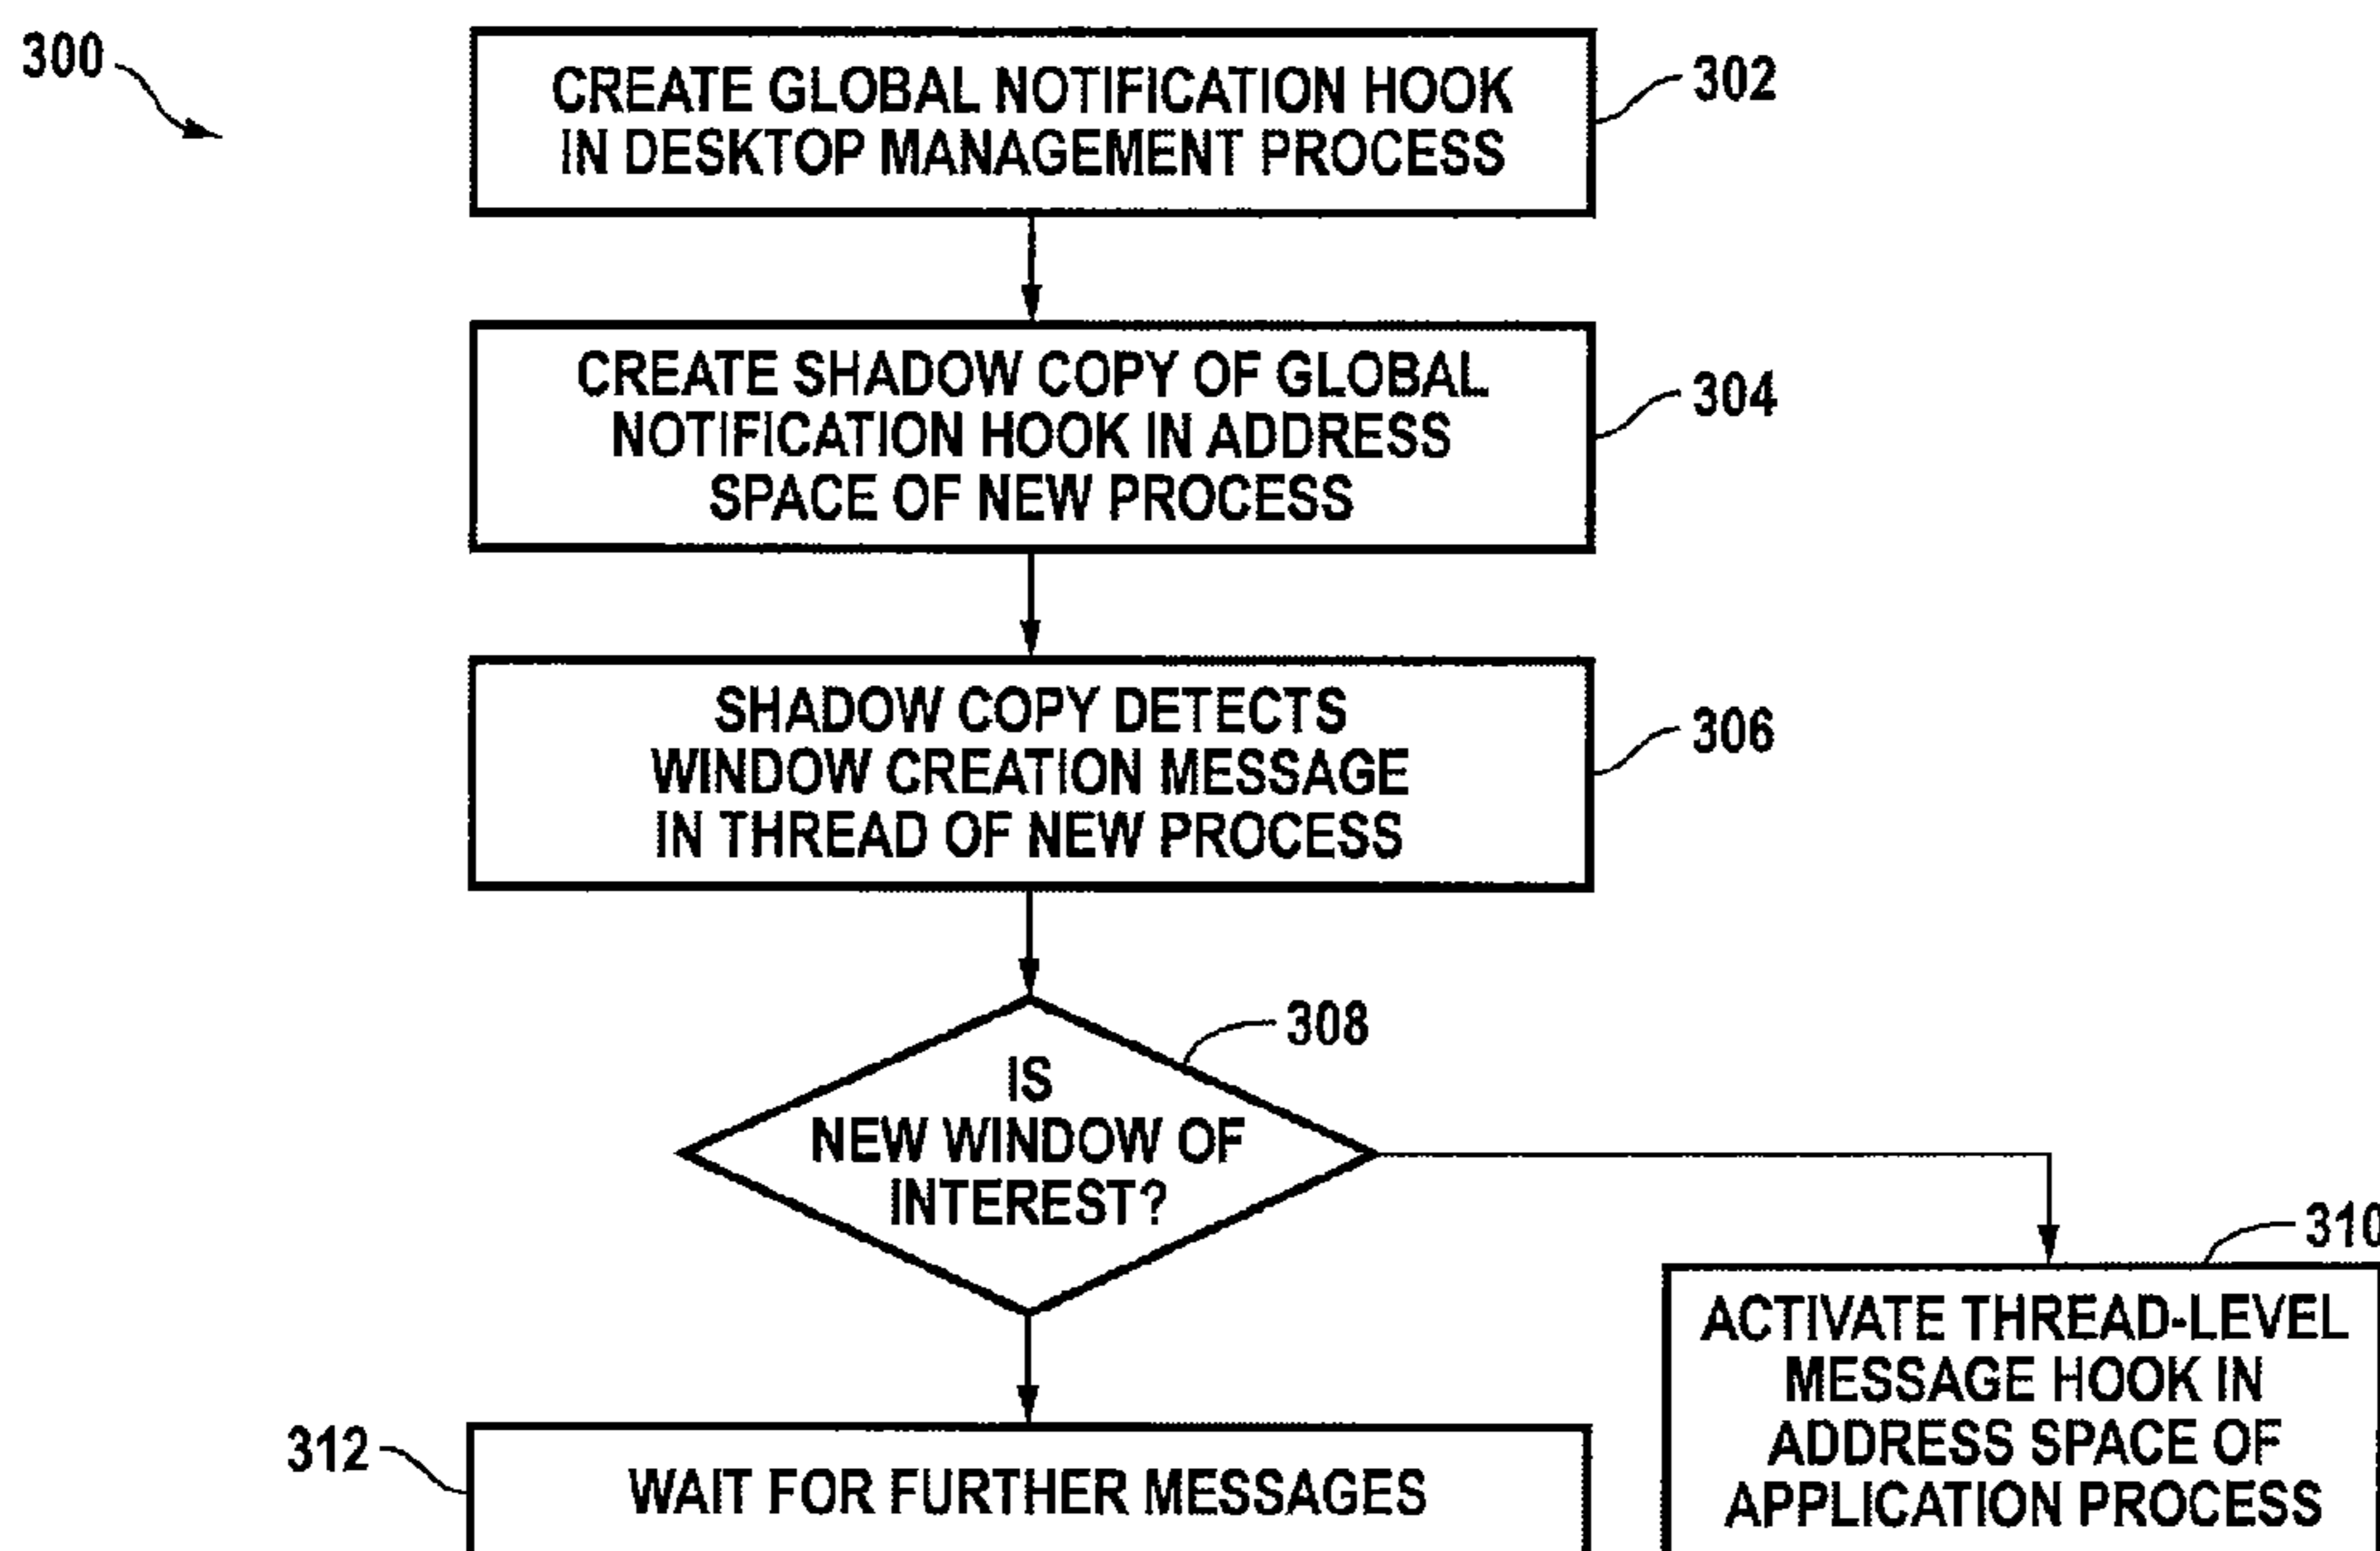 300
CREATE GLOBAL NOTIFICATION HOOK
IN DESKTOP MANAGEMENT PROCESS
302
CREATE SHADOW COPY OF GLOBAL
NOTIFICATION HOOK IN ADDRESS
SPACE OF NEW PROCESS
304
SHADOW COPY DETECTS
WINDOW CREATION MESSAGE
IN THREAD OF NEW PROCESS
306
308
IS
NEW WINDOW OF
INTEREST?
310
ACTIVATE THREAD-LEVEL
MESSAGE HOOK IN
ADDRESS SPACE OF
APPLICATION PROCESS
312
WAIT FOR FURTHER MESSAGES